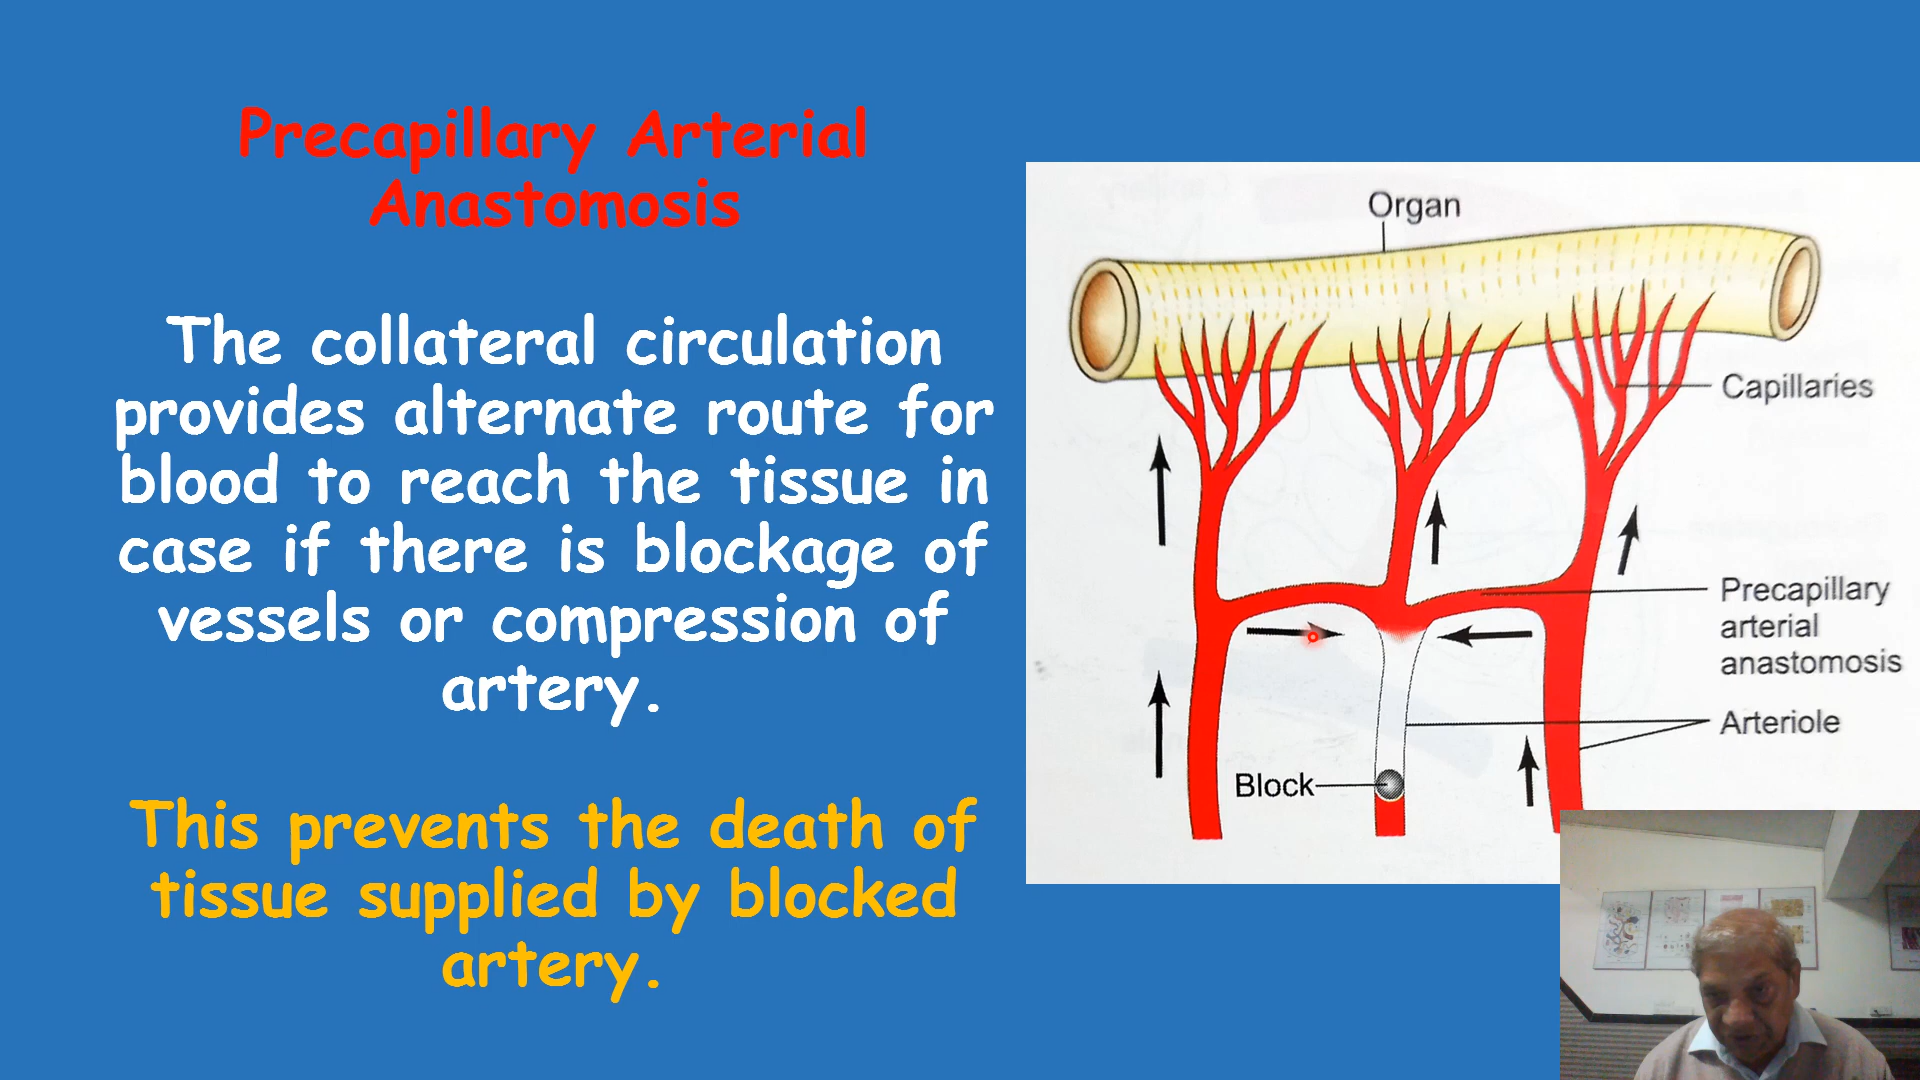 Precapillary Arterial
Anastomosis
The collateral circulation
provides alternate route for
blood to reach the tissue in
case if there is blockage of
vessels or compression of
artery.
This prevents the death of
tissue supplied by blocked
artery.
Organ
Capillaries
Precapillary
arterial
anastomosis
Arteriole
Block